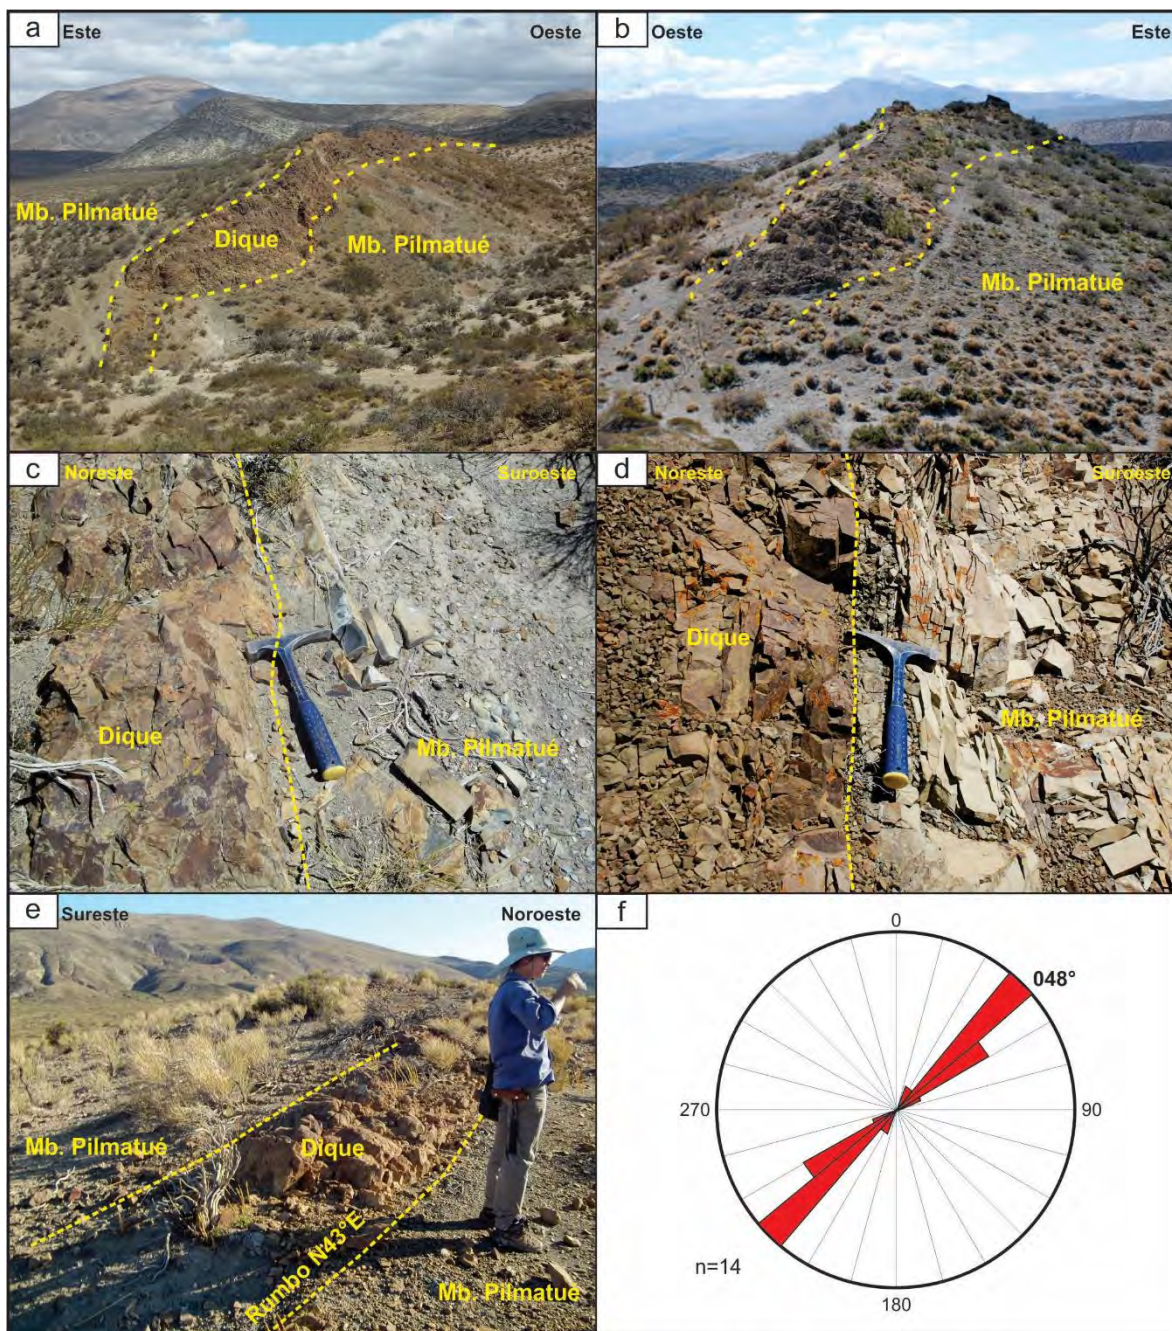 a Este Oeste
Mb. Pilmatué
Dique
Mb. Pilmatué
b Oeste Este
Mb. Pilmatué
c Noreste Suroeste
Dique
Mb. Pilmatué
d Noreste Suroeste
Dique
Mb. Pilmatué
e Sureste Noroeste
Mb. Pilmatué
Dique
Rumbo N43°E
Mb. Pilmatué
f
0
048°
270
90
n=14
180